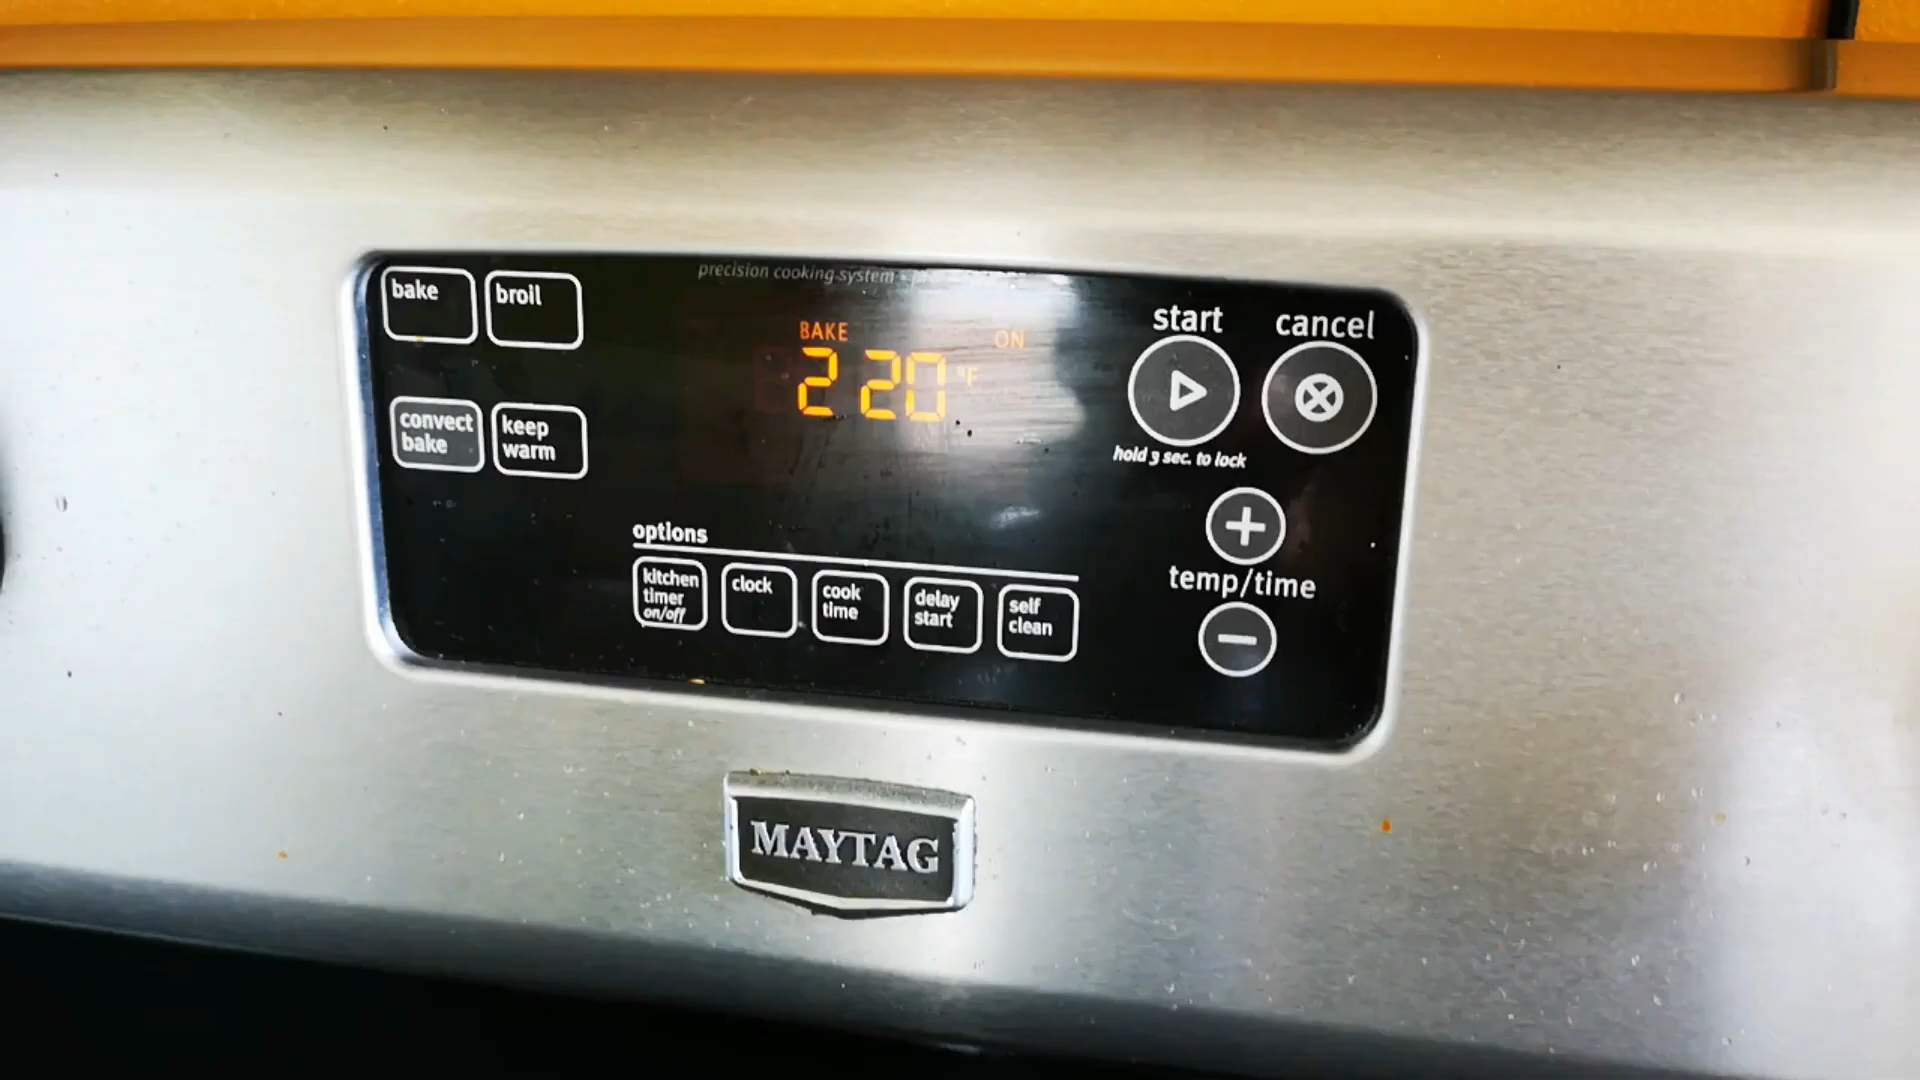 precision cooking system
bake
broil
BAKE
ON
220 °F
start
cancel
hold 3 sec. to lock
convect
bake
keep
warm
options
kitchen
timer
on/off
clock
cook
time
delay
start
self
clean
temp/time
MAYTAG